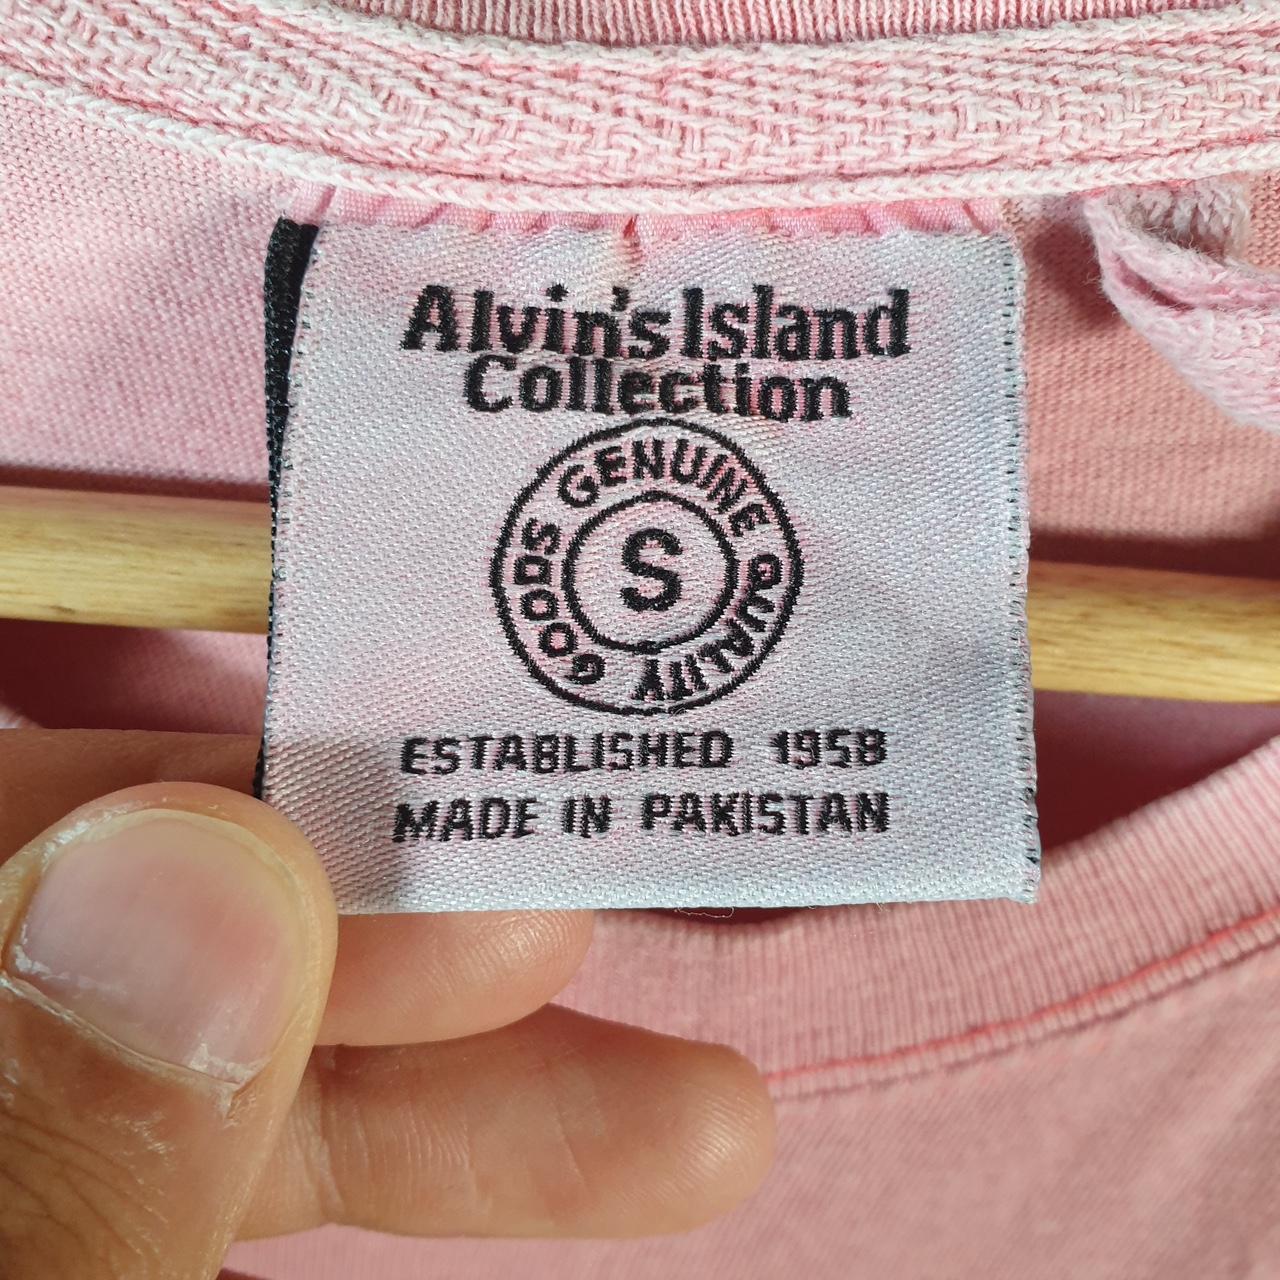 Alvin's Island
Collection
GENUINE QUALITY GOODS
S
ESTABLISHED 1958
MADE IN PAKISTAN